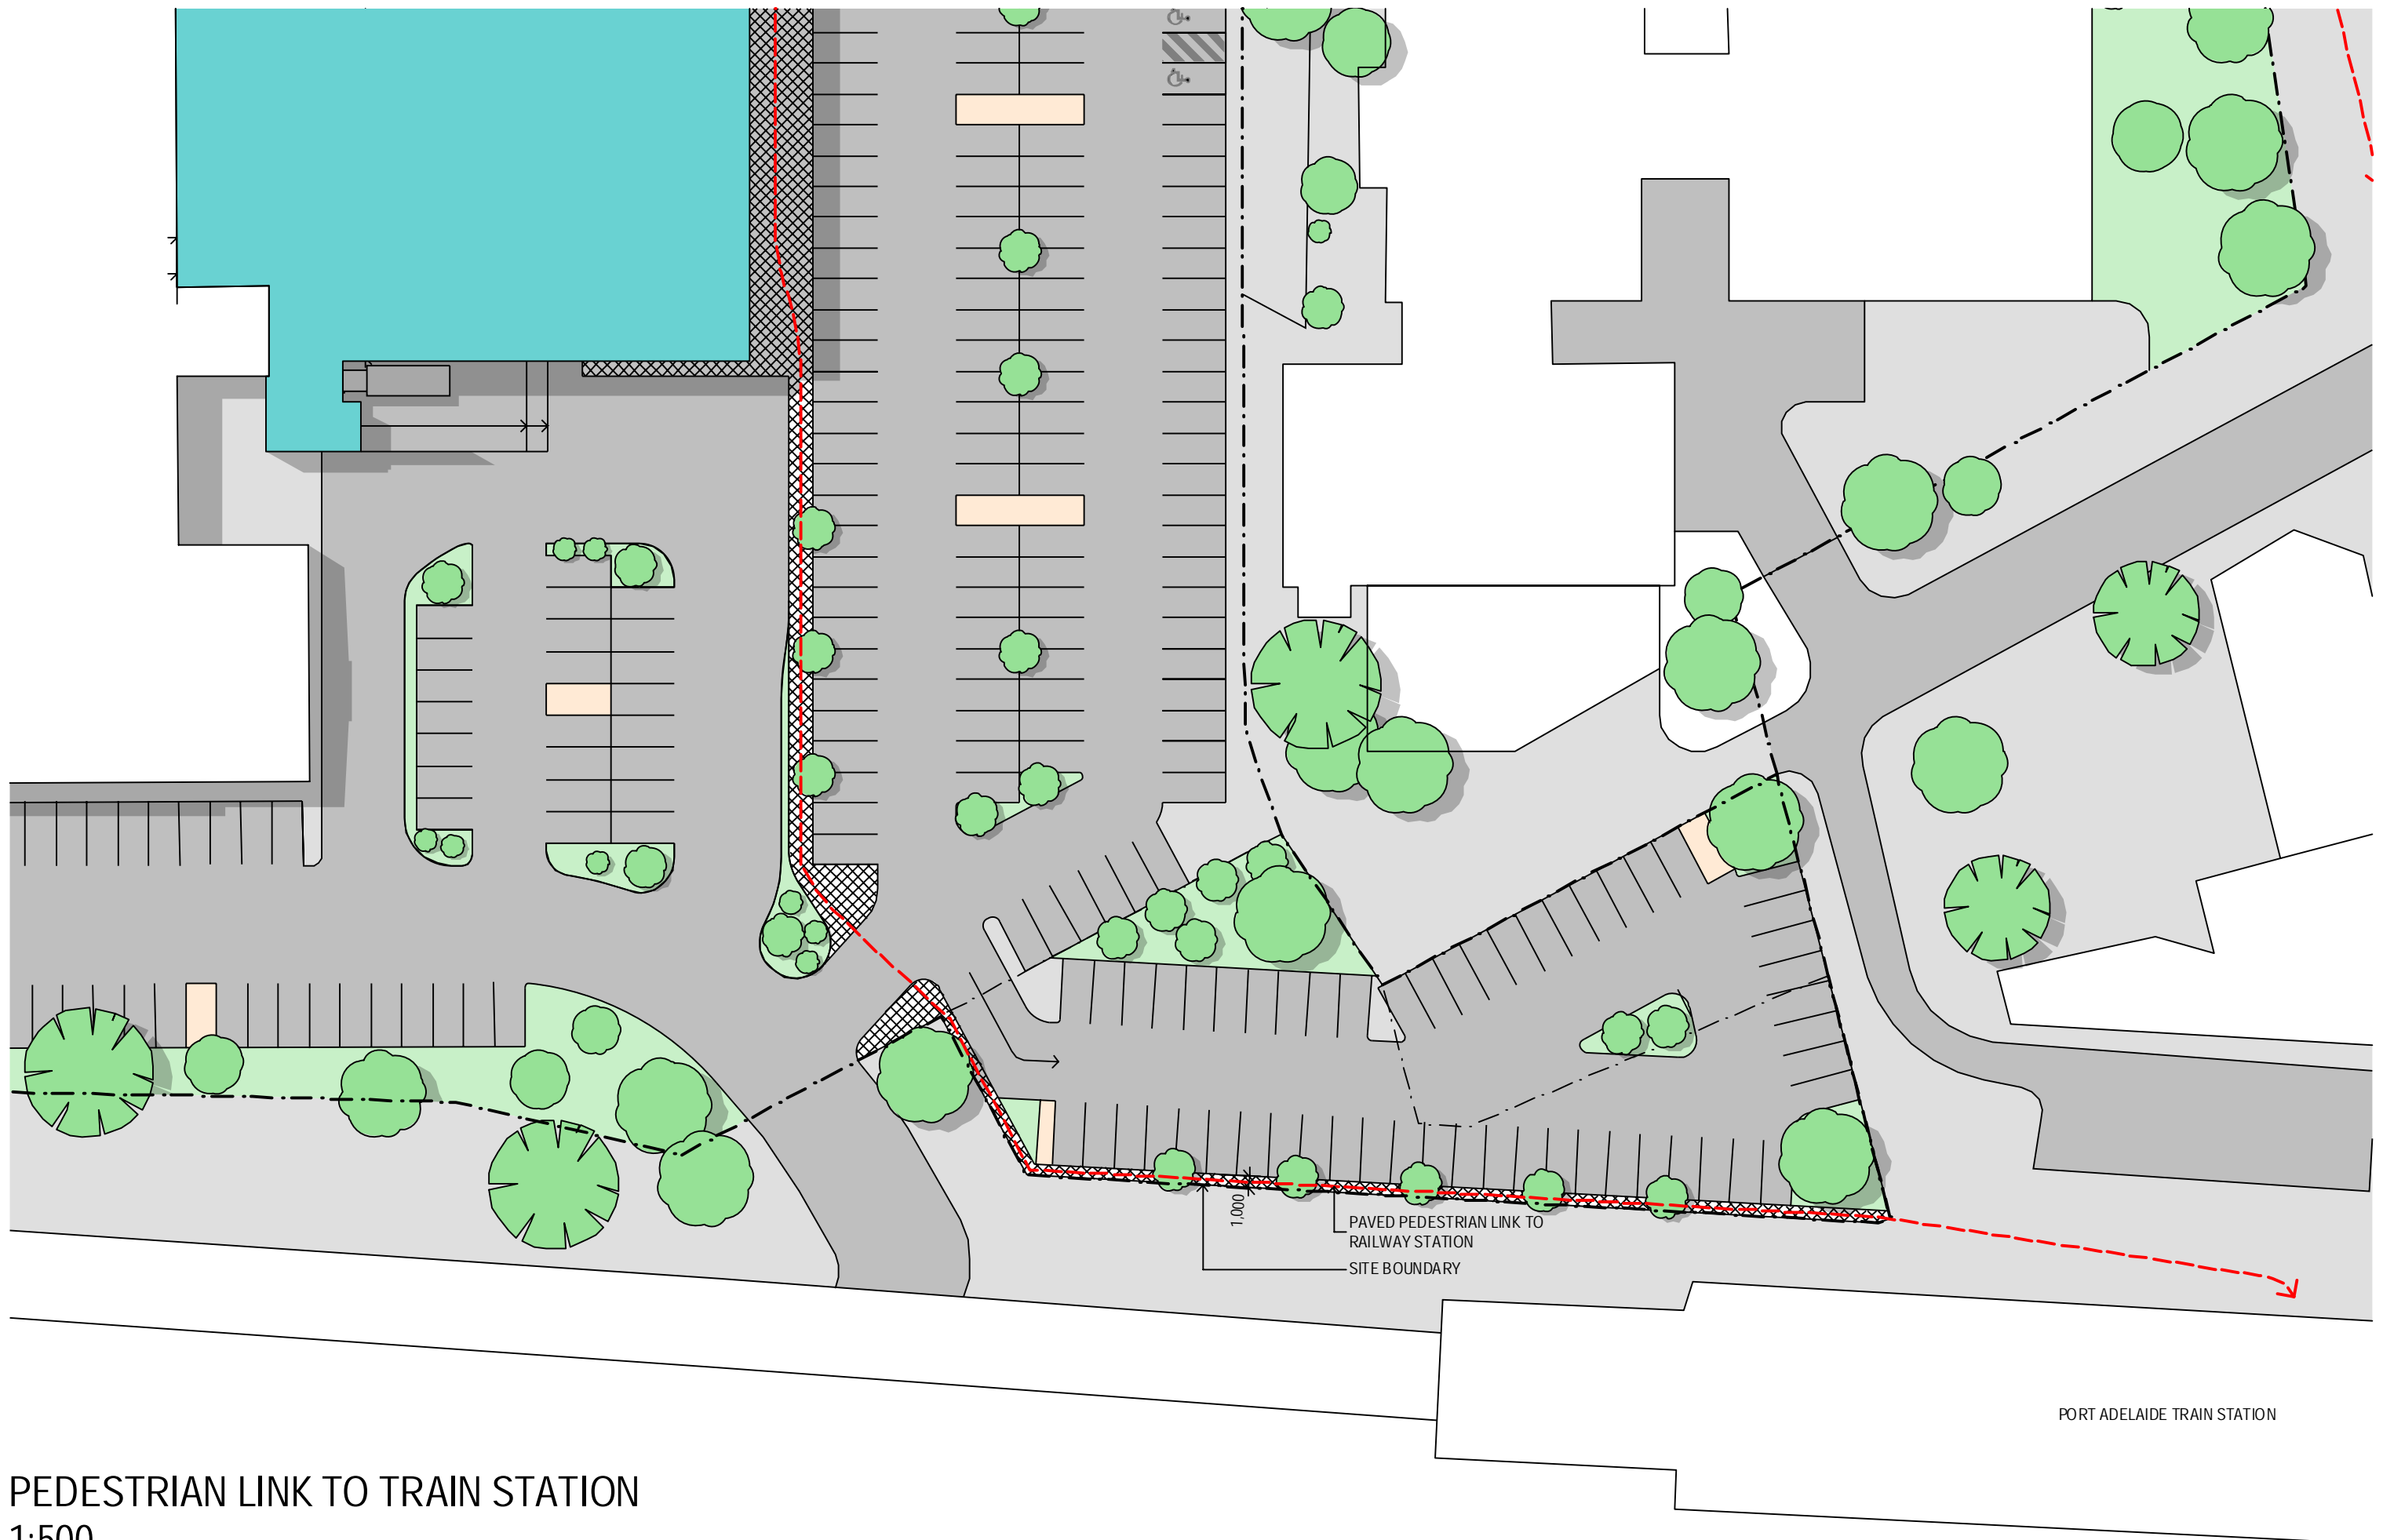 1,000
PAVED PEDESTRIAN LINK TO
RAILWAY STATION
SITE BOUNDARY
PORT ADELAIDE TRAIN STATION
PEDESTRIAN LINK TO TRAIN STATION
1:500